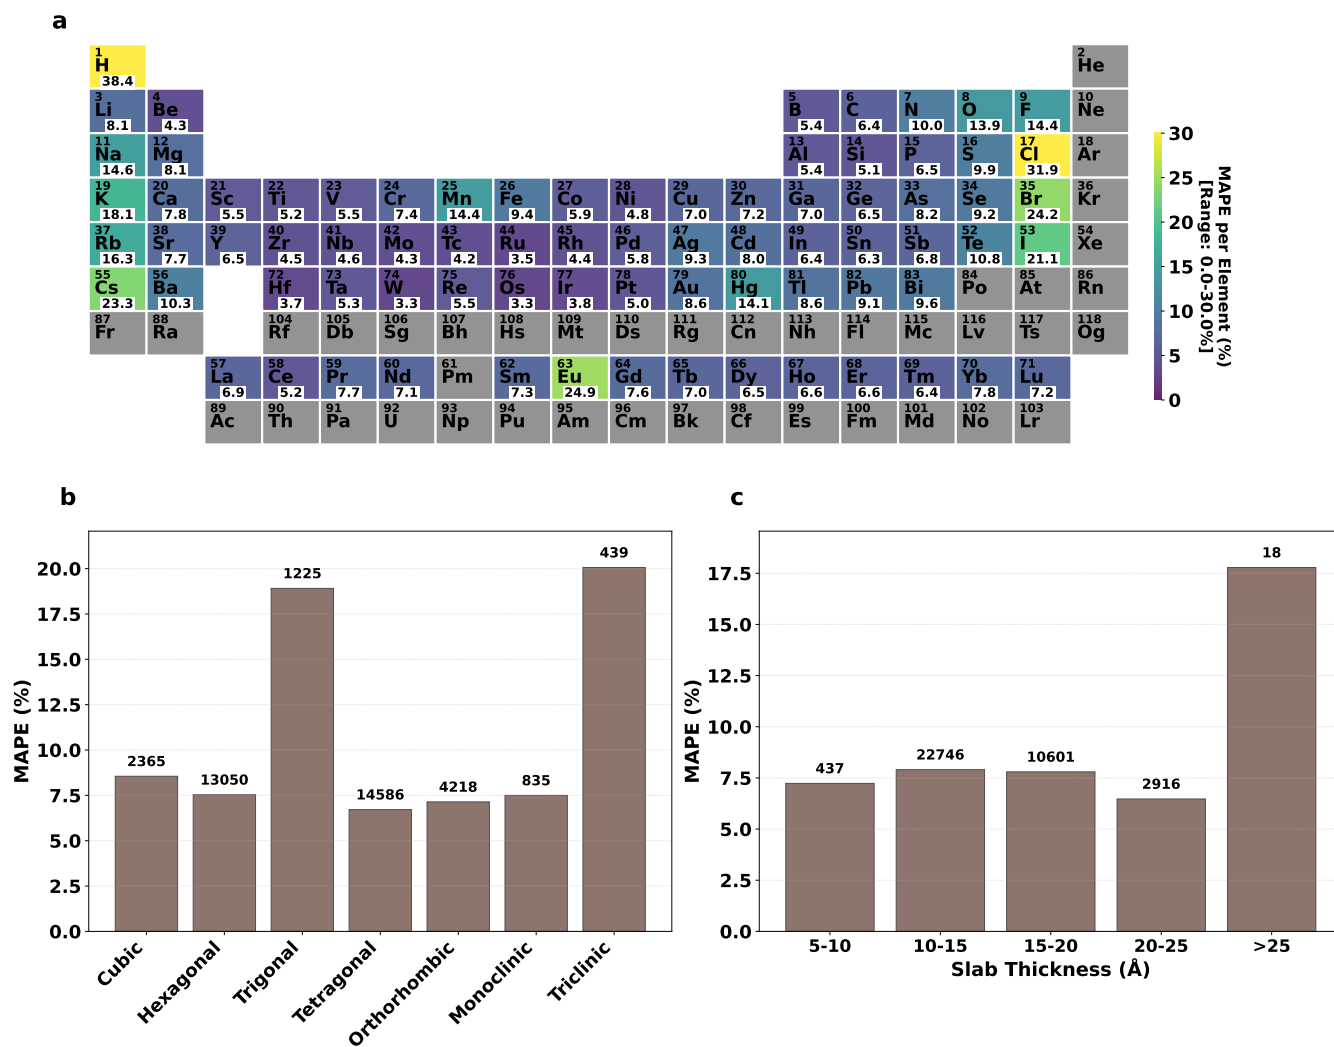 a
1 2
H He
38.4
3 4 5 6 7 8 9 10
Li Be B C N O F Ne
8.1 4.3 5.4 6.4 10.0 13.9 14.4
11 12 13 14 15 16 17 18
Na Mg Al Si P S Cl Ar
14.6 8.1 5.4 5.1 6.5 9.9 31.9
19 20 21 22 23 24 25 26 27 28 29 30 31 32 33 34 35 36
K Ca Sc Ti V Cr Mn Fe Co Ni Cu Zn Ga Ge As Se Br Kr
18.1 7.8 5.5 5.2 5.5 7.4 14.4 9.4 5.9 4.8 7.0 7.2 7.0 6.5 8.2 9.2 24.2
37 38 39 40 41 42 43 44 45 46 47 48 49 50 51 52 53 54
Rb Sr Y Zr Nb Mo Tc Ru Rh Pd Ag Cd In Sn Sb Te I Xe
16.3 7.7 6.5 4.5 4.6 4.3 4.2 3.5 4.4 5.8 9.3 8.0 6.4 6.3 6.8 10.8 21.1
55 56 72 73 74 75 76 77 78 79 80 81 82 83 84 85 86
Cs Ba Hf Ta W Re Os Ir Pt Au Hg Tl Pb Bi Po At Rn
23.3 10.3 3.7 5.3 3.3 5.5 3.3 3.8 5.0 8.6 14.1 8.6 9.1 9.6
87 88 104 105 106 107 108 109 110 111 112 113 114 115 116 117 118
Fr Ra Rf Db Sg Bh Hs Mt Ds Rg Cn Nh Fl Mc Lv Ts Og
57 58 59 60 61 62 63 64 65 66 67 68 69 70 71
La Ce Pr Nd Pm Sm Eu Gd Tb Dy Ho Er Tm Yb Lu
6.9 5.2 7.7 7.1 7.3 24.9 7.6 7.0 6.5 6.6 6.6 6.4 7.8 7.2
89 90 91 92 93 94 95 96 97 98 99 100 101 102 103
Ac Th Pa U Np Pu Am Cm Bk Cf Es Fm Md No Lr
30
25
20
15
10
5
0
MAPE per Element (%)
[Range: 0.0-30.0%]
b
MAPE (%)
20.0
17.5
15.0
12.5
10.0
7.5
5.0
2.5
0.0
2365
13050
1225
14586
4218
835
439
Cubic
Hexagonal
Trigonal
Tetragonal
Orthorhombic
Monoclinic
Triclinic
c
MAPE (%)
17.5
15.0
12.5
10.0
7.5
5.0
2.5
0.0
437
22746
10601
2916
18
5-10
10-15
15-20
20-25
>25
Slab Thickness (Å)